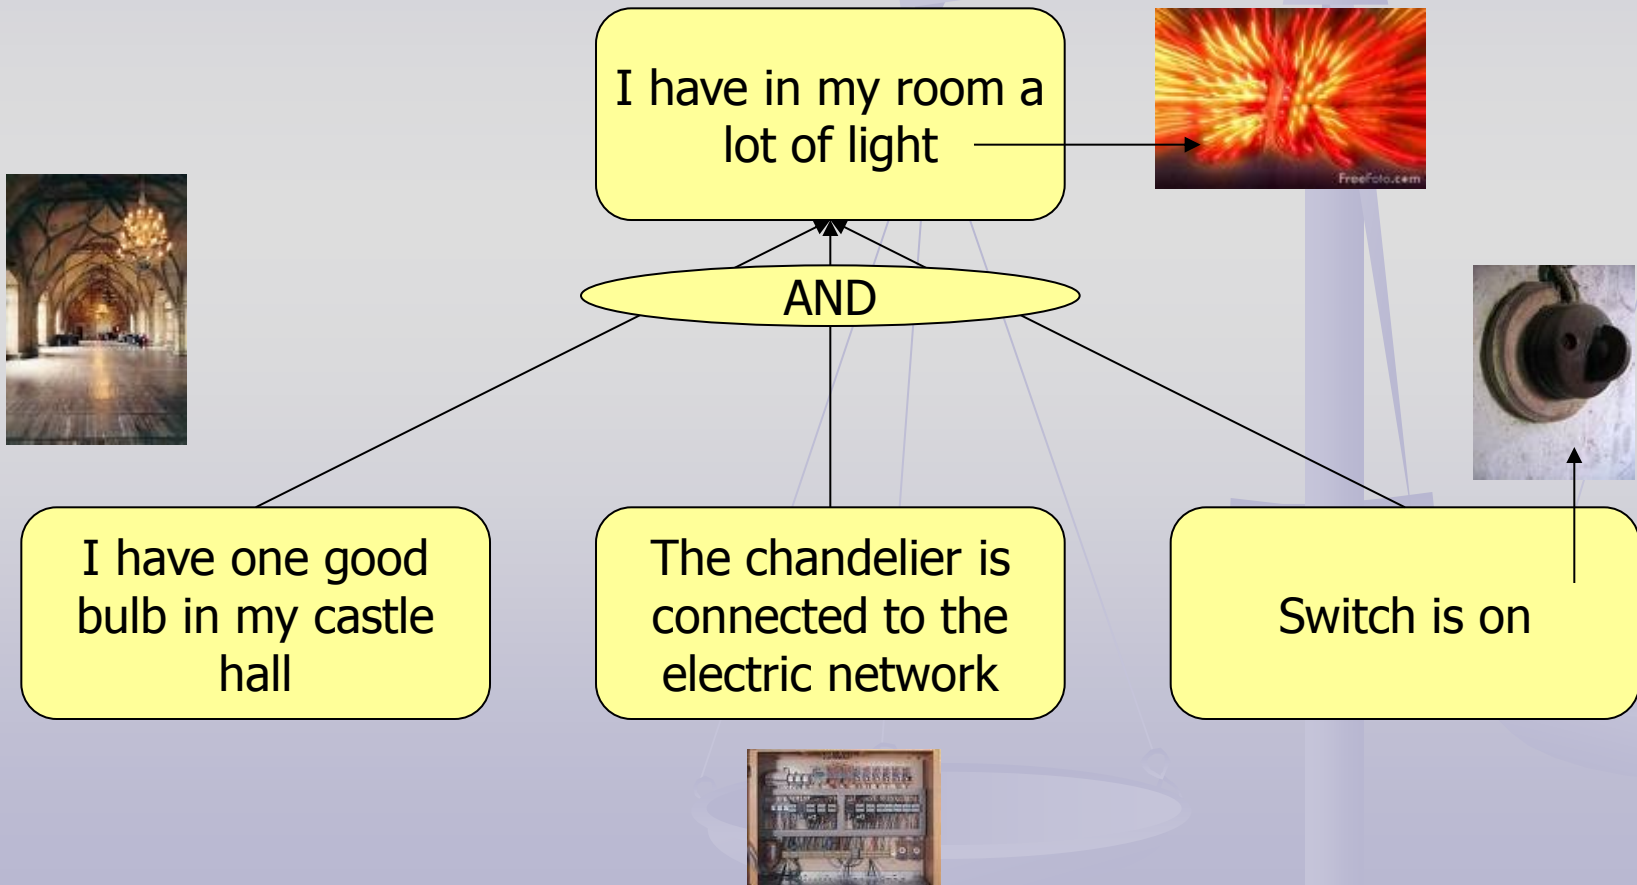 I have in my room a
lot of light
FreeFoto.com
AND
I have one good
bulb in my castle
hall
The chandelier is
connected to the
electric network
Switch is on